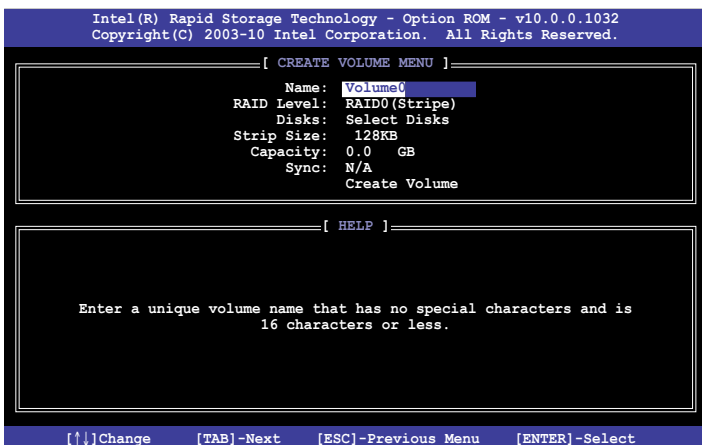 Intel(R) Rapid Storage Technology - Option ROM - v10.0.0.1032
Copyright(C) 2003-10 Intel Corporation. All Rights Reserved.
[ CREATE VOLUME MENU ]
Name: Volume0
RAID Level: RAID0(Stripe)
Disks: Select Disks
Strip Size: 128KB
Capacity: 0.0 GB
Sync: N/A
Create Volume
[ HELP ]
Enter a unique volume name that has no special characters and is
16 characters or less.
[↑↓]Change [TAB]-Next [ESC]-Previous Menu [ENTER]-Select